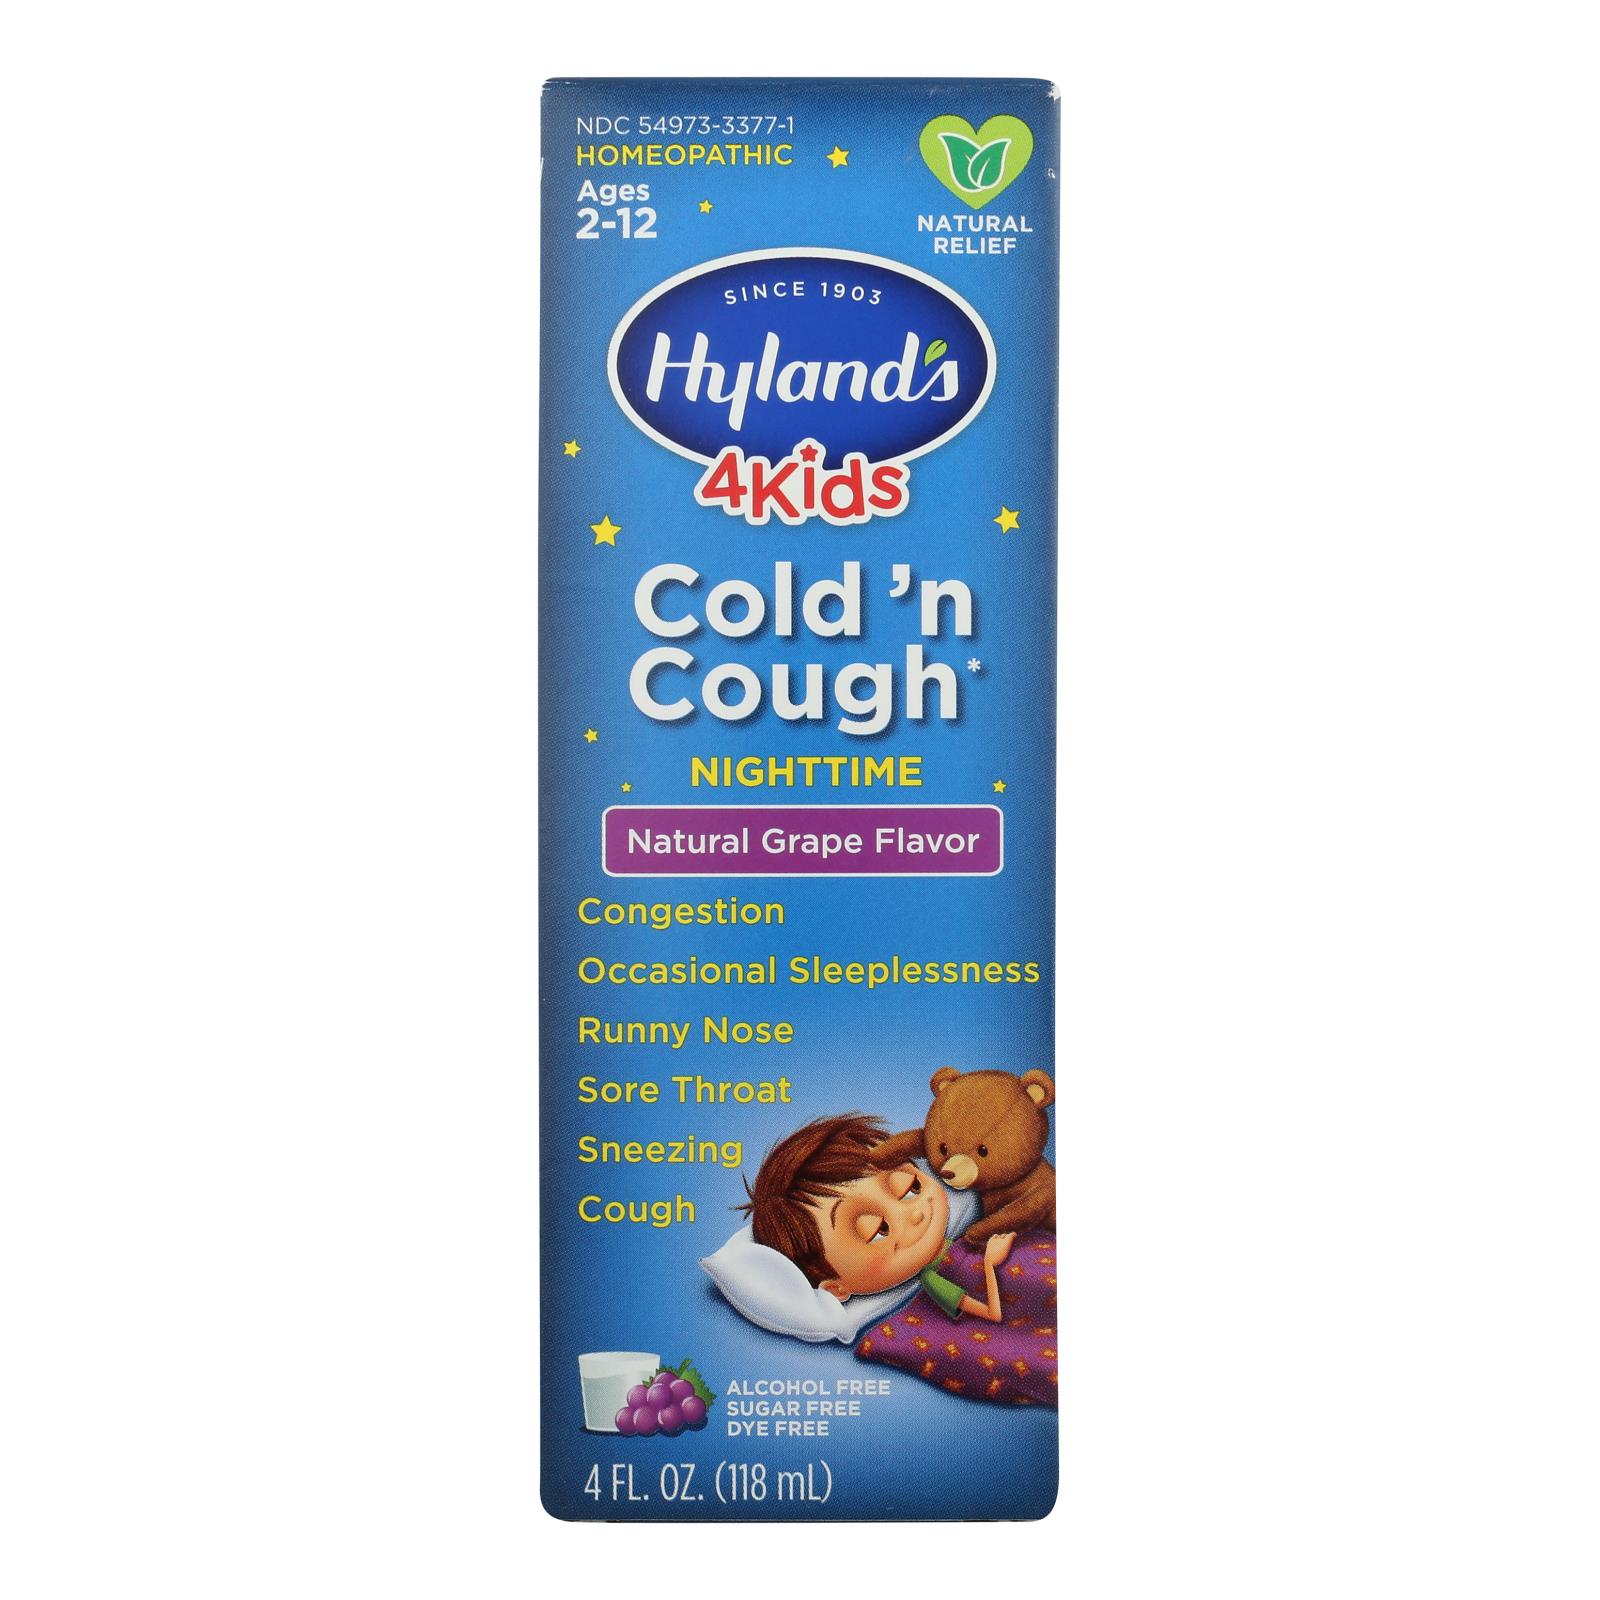 NDC 54973-3377-1
HOMEOPATHIC
Ages
2-12
NATURAL
RELIEF
SINCE 1903
Hyland's
4Kids
Cold 'n
Cough*
NIGHTTIME
Natural Grape Flavor
Congestion
Occasional Sleeplessness
Runny Nose
Sore Throat
Sneezing
Cough
ALCOHOL FREE
SUGAR FREE
DYE FREE
4 FL. OZ. (118 mL)